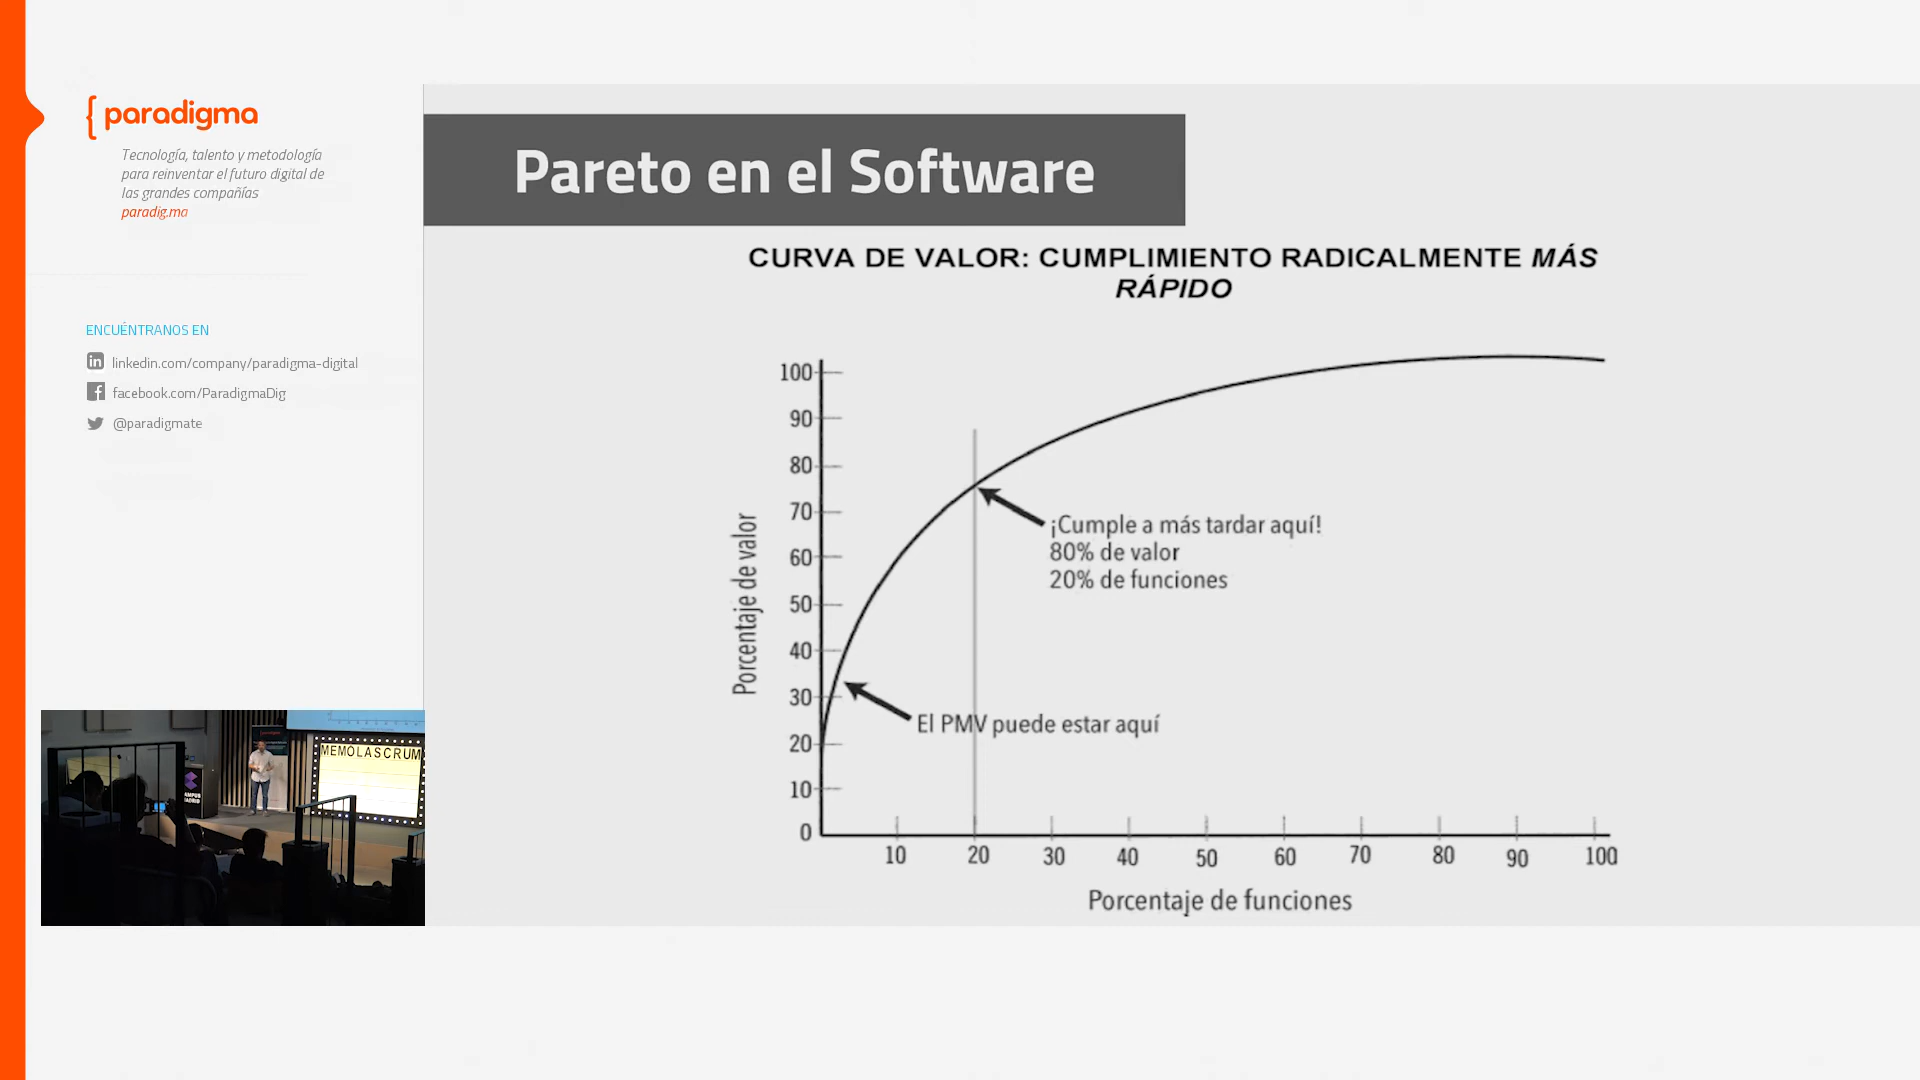 { paradigma
Tecnología, talento y metodología
para reinventar el futuro digital de
las grandes compañías
paradig.ma
ENCUÉNTRANOS EN
in linkedin.com/company/paradigma-digital
facebook.com/ParadigmaDig
@paradigmate
Pareto en el Software
CURVA DE VALOR: CUMPLIMIENTO RADICALMENTE MÁS
RÁPIDO
100
90
80
70
60
50
40
30
20
10
0
Porcentaje de valor
¡Cumple a más tardar aquí!
80% de valor
20% de funciones
El PMV puede estar aquí
10 20 30 40 50 60 70 80 90 100
Porcentaje de funciones
MEMOLASCRUM
CAMPUS
MADRID